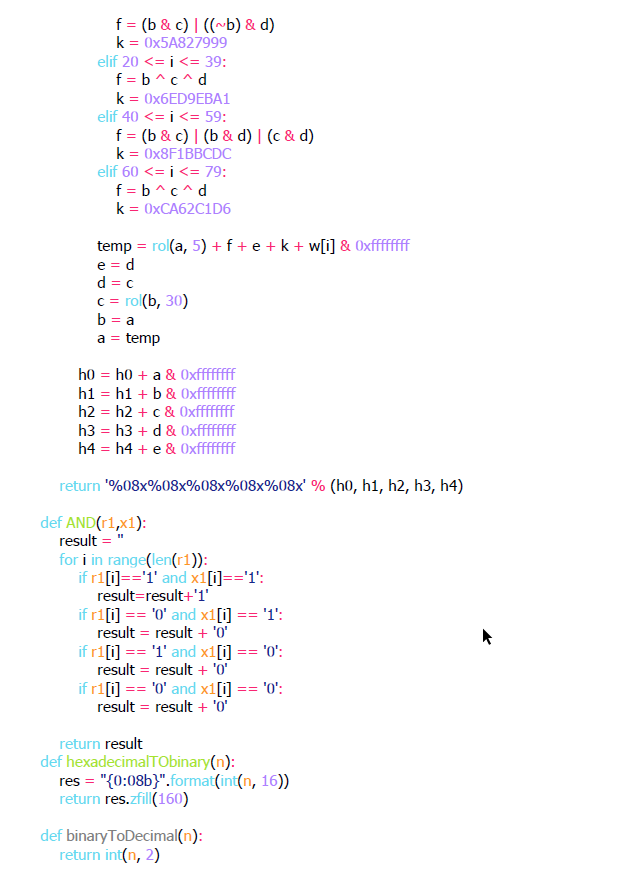 f = (b & c) | ((~b) & d)
k = 0x5A827999
elif 20 <= i <= 39:
f = b ^ c ^ d
k = 0x6ED9EBA1
elif 40 <= i <= 59:
f = (b & c) | (b & d) | (c & d)
k = 0x8F1BBCDC
elif 60 <= i <= 79:
f = b ^ c ^ d
k = 0xCA62C1D6
temp = rol(a, 5) + f + e + k + w[i] & 0xffffffff
e = d
d = c
c = rol(b, 30)
b = a
a = temp
h0 = h0 + a & 0xffffffff
h1 = h1 + b & 0xffffffff
h2 = h2 + c & 0xffffffff
h3 = h3 + d & 0xffffffff
h4 = h4 + e & 0xffffffff
return '%08x%08x%08x%08x%08x' % (h0, h1, h2, h3, h4)
def AND(r1,x1):
result = ''
for i in range(len(r1)):
if r1[i]=='1' and x1[i]=='1':
result=result+'1'
if r1[i] == '0' and x1[i] == '1':
result = result + '0'
if r1[i] == '1' and x1[i] == '0':
result = result + '0'
if r1[i] == '0' and x1[i] == '0':
result = result + '0'
return result
def hexadecimalTObinary(n):
res = "{0:08b}".format(int(n, 16))
return res.zfill(160)
def binaryToDecimal(n):
return int(n, 2)